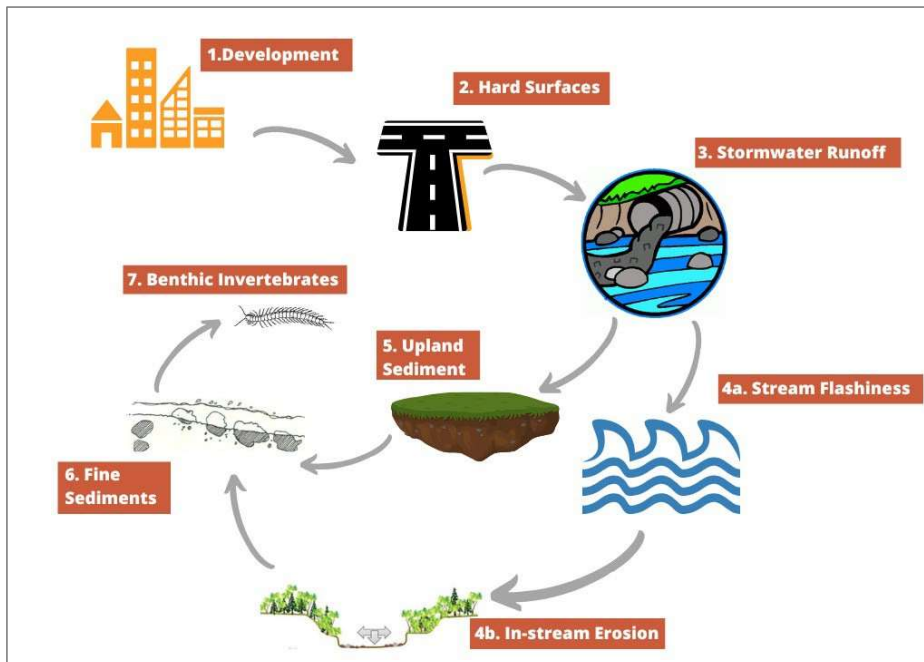 1.Development
2. Hard Surfaces
3. Stormwater Runoff
4a. Stream Flashiness
4b. In-stream Erosion
5. Upland
Sediment
6. Fine
Sediments
7. Benthic Invertebrates